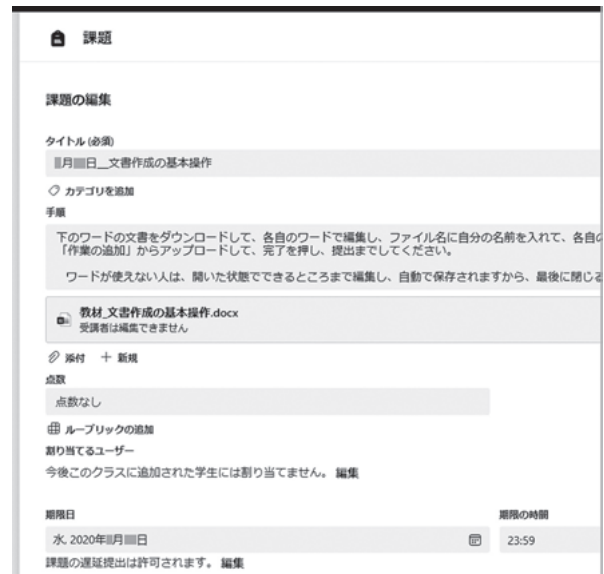 課題
課題の編集
タイトル (必須)
月 日__文書作成の基本操作
カテゴリを追加
手順
下のワードの文書をダウンロードして、各自のワードで編集し、ファイル名に自分の名前を入れて、各自の
「作業の追加」からアップロードして、完了を押し、提出までしてください。
ワードが使えない人は、開いた状態でできるところまで編集し、自動で保存されますから、最後に閉じる
教材_文書作成の基本操作.docx
受講者は編集できません
添付 + 新規
点数
点数なし
ルーブリックの追加
割り当てるユーザー
今後このクラスに追加された学生には割り当てません。 編集
期限日 期限の時間
水, 2020年 月 日 23:59
課題の遅延提出は許可されます。 編集